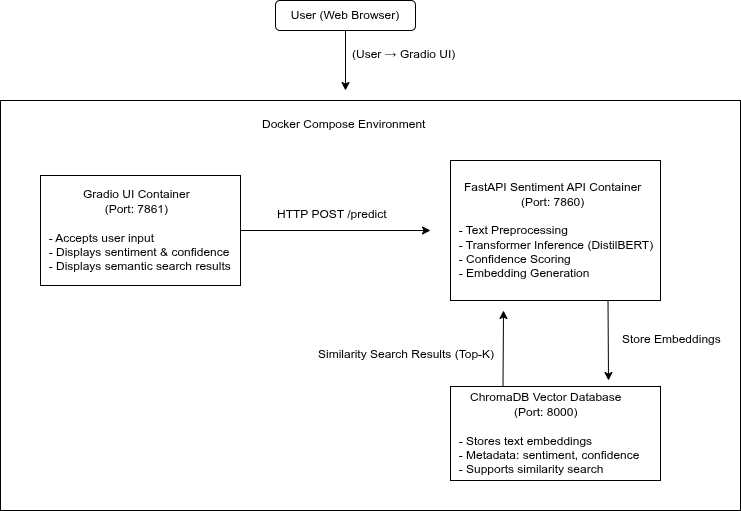 User (Web Browser)
(User → Gradio UI)
Docker Compose Environment
Gradio UI Container
(Port: 7861)
- Accepts user input
- Displays sentiment & confidence
- Displays semantic search results
HTTP POST /predict
FastAPI Sentiment API Container
(Port: 7860)
- Text Preprocessing
- Transformer Inference (DistilBERT)
- Confidence Scoring
- Embedding Generation
Store Embeddings
Similarity Search Results (Top-K)
ChromaDB Vector Database
(Port: 8000)
- Stores text embeddings
- Metadata: sentiment, confidence
- Supports similarity search